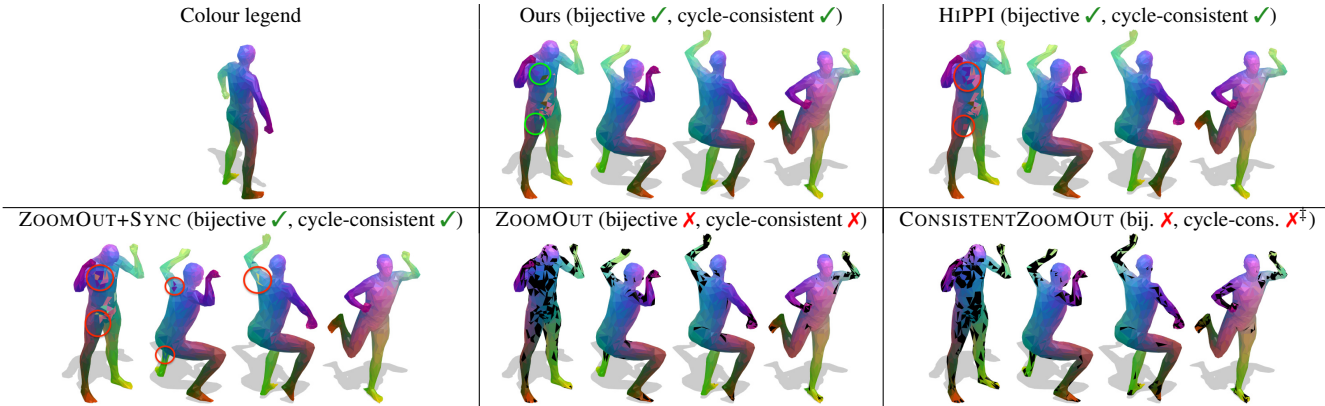 Colour legend
Ours (bijective ✓, cycle-consistent ✓)
HIPPI (bijective ✓, cycle-consistent ✓)
ZOOMOUT+SYNC (bijective ✓, cycle-consistent ✓)
ZOOMOUT (bijective ✗, cycle-consistent ✗)
CONSISTENTZOOMOUT (bij. ✗, cycle-cons. ✗‡)